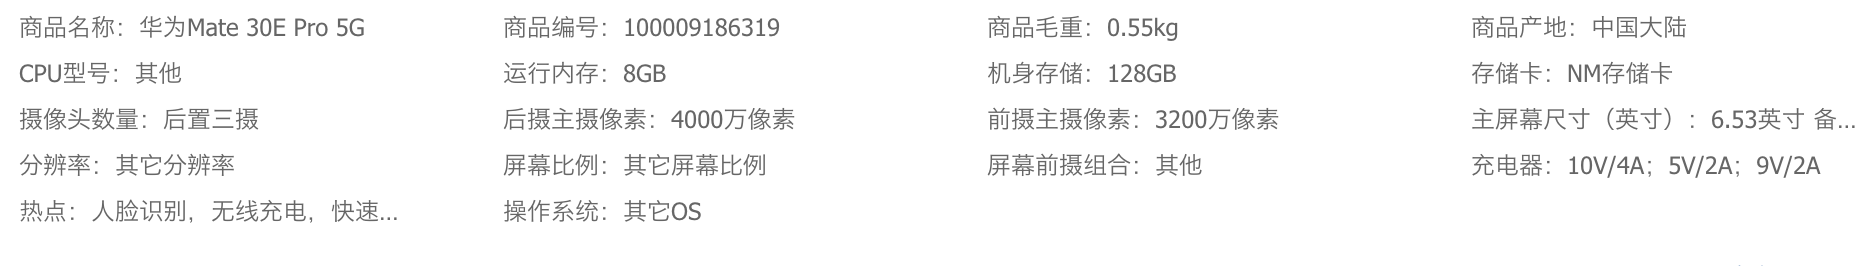 商品名称：华为Mate 30E Pro 5G 商品编号：100009186319 商品毛重：0.55kg 商品产地：中国大陆
CPU型号：其他 运行内存：8GB 机身存储：128GB 存储卡：NM存储卡
摄像头数量：后置三摄 后摄主摄像素：4000万像素 前摄主摄像素：3200万像素 主屏幕尺寸（英寸）：6.53英寸 备...
分辨率：其它分辨率 屏幕比例：其它屏幕比例 屏幕前摄组合：其他 充电器：10V/4A；5V/2A；9V/2A
热点：人脸识别，无线充电，快速... 操作系统：其它OS